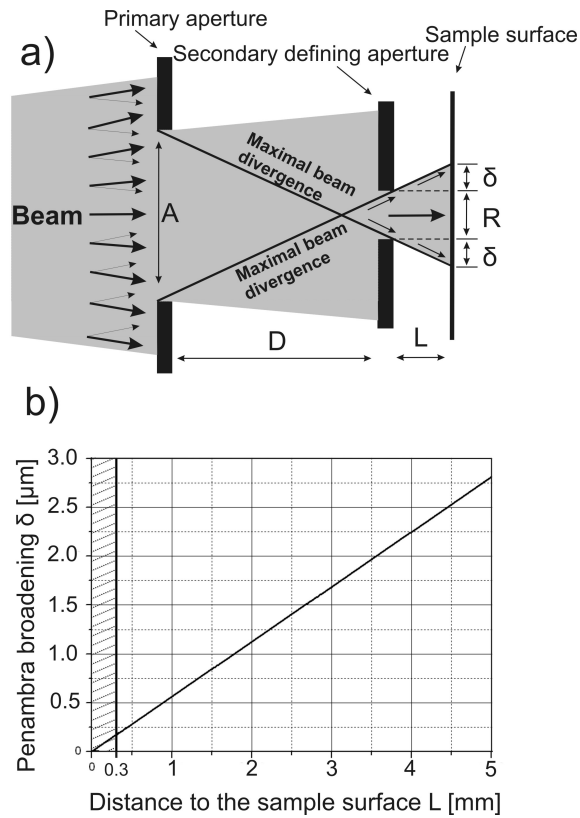 Primary aperture
a)
Secondary defining aperture
Sample surface
Maximal beam
divergence
Beam
A
Maximal beam
divergence
δ
R
δ
D
L
b)
Penambra broadening δ [μm]
3.0
2.5
2.0
1.5
1.0
0.5
0
0 0.3 1 2 3 4 5
Distance to the sample surface L [mm]